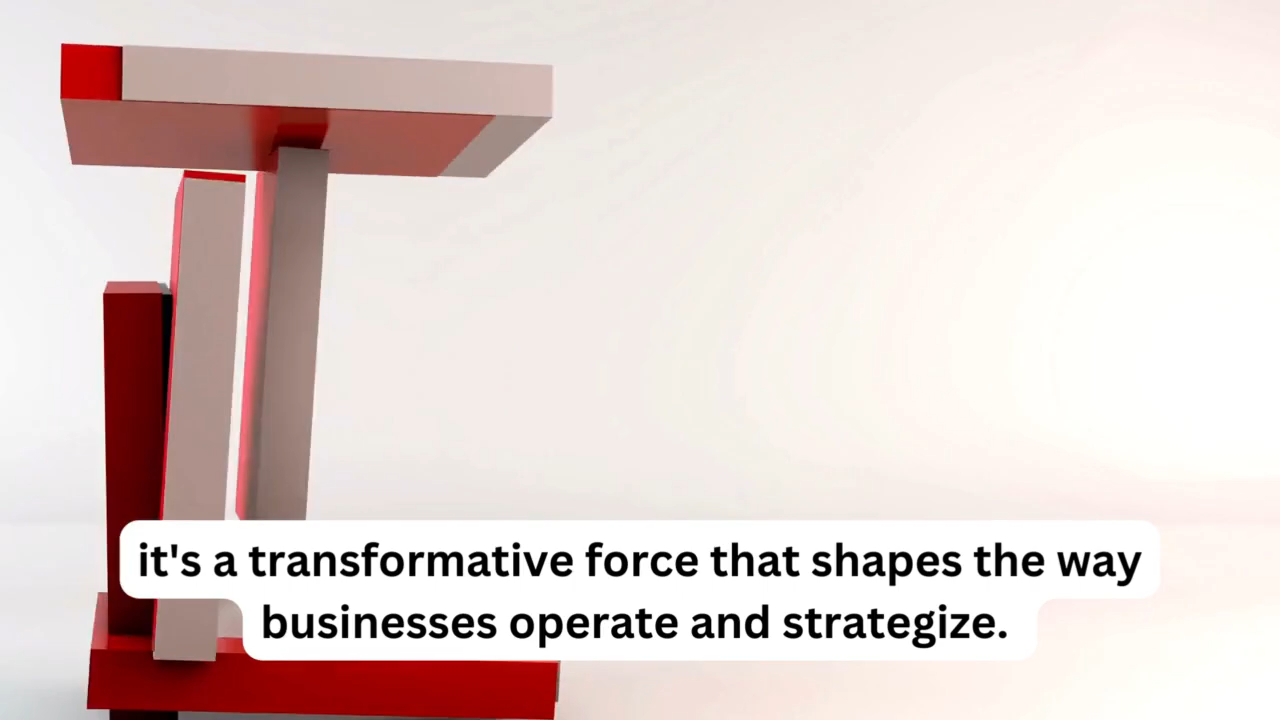 it's a transformative force that shapes the way
businesses operate and strategize.